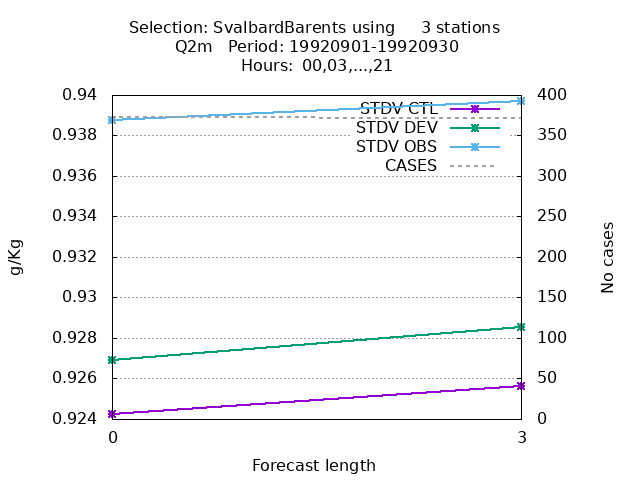 Selection: SvalbardBarents using     3 stations
Q2m   Period: 19920901-19920930
Hours:  00,03,...,21
0.94
0.938
0.936
0.934
0.932
0.93
0.928
0.926
0.924
400
350
300
250
200
150
100
50
0
STDV CTL
STDV DEV
STDV OBS
CASES
g/Kg
No cases
0
3
Forecast length